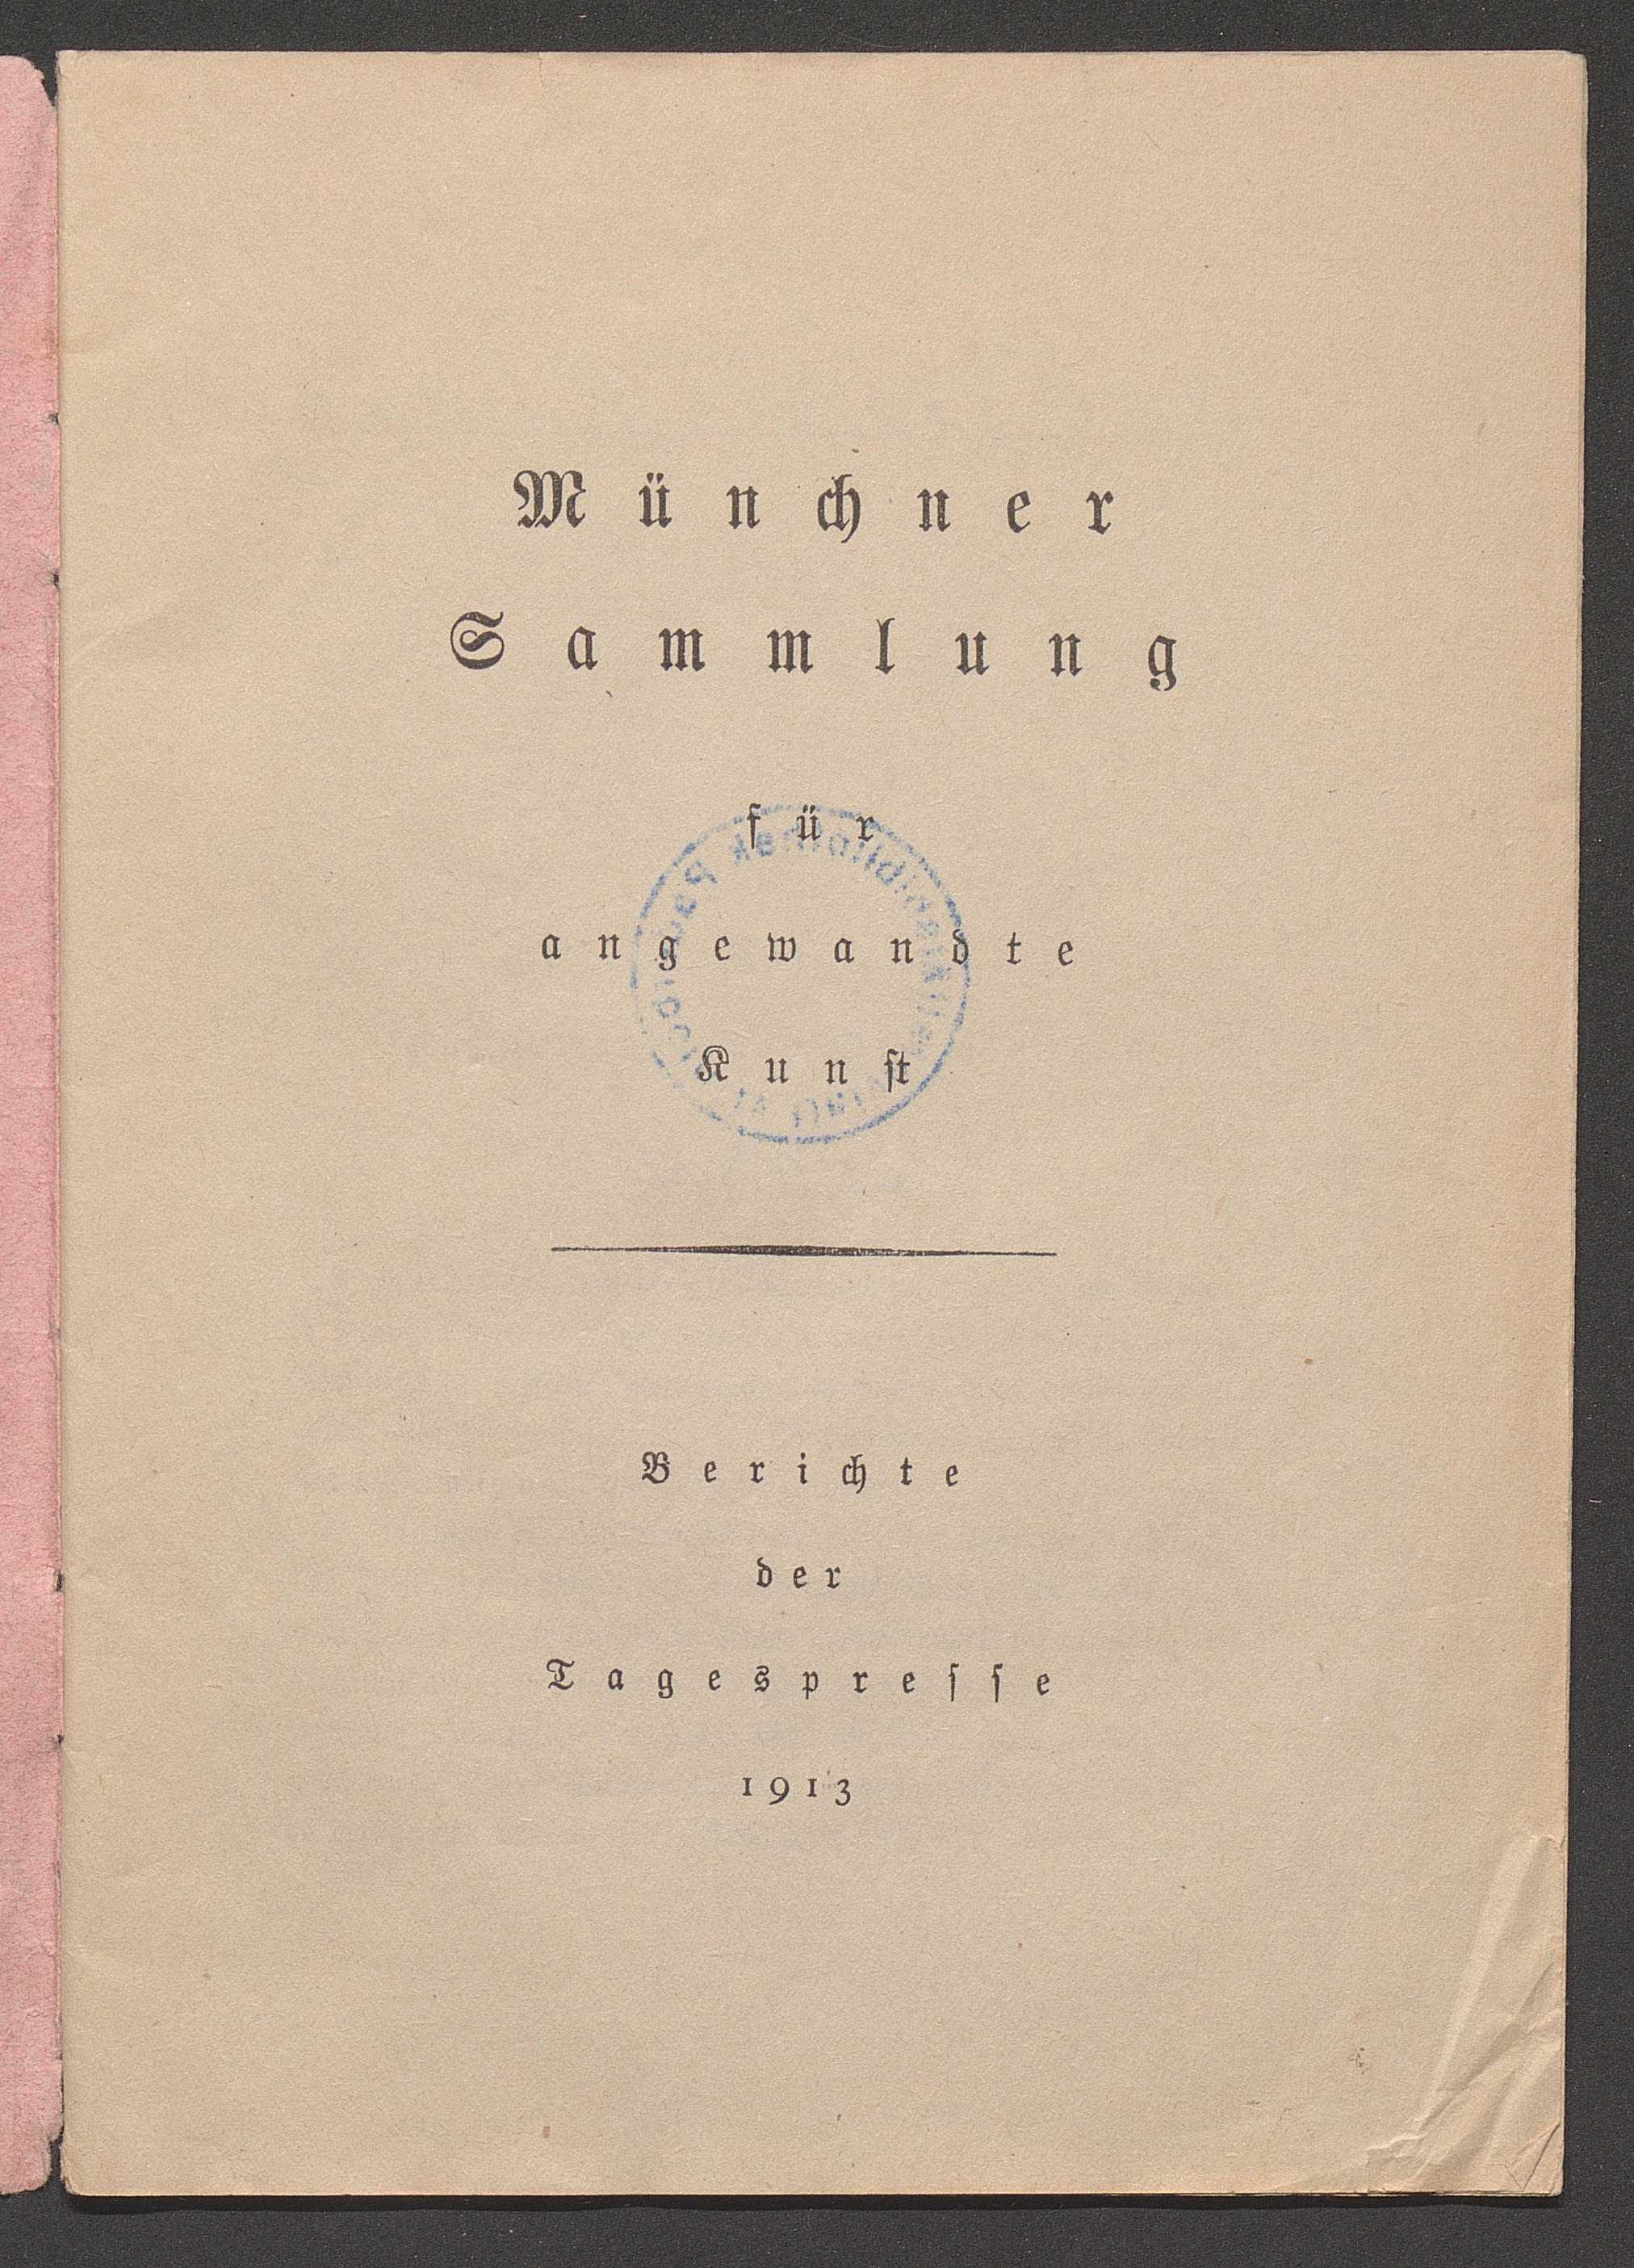 Münchner
Sammlung
für
angewandte
Kunst
Berichte
der
Tagespresse
1913